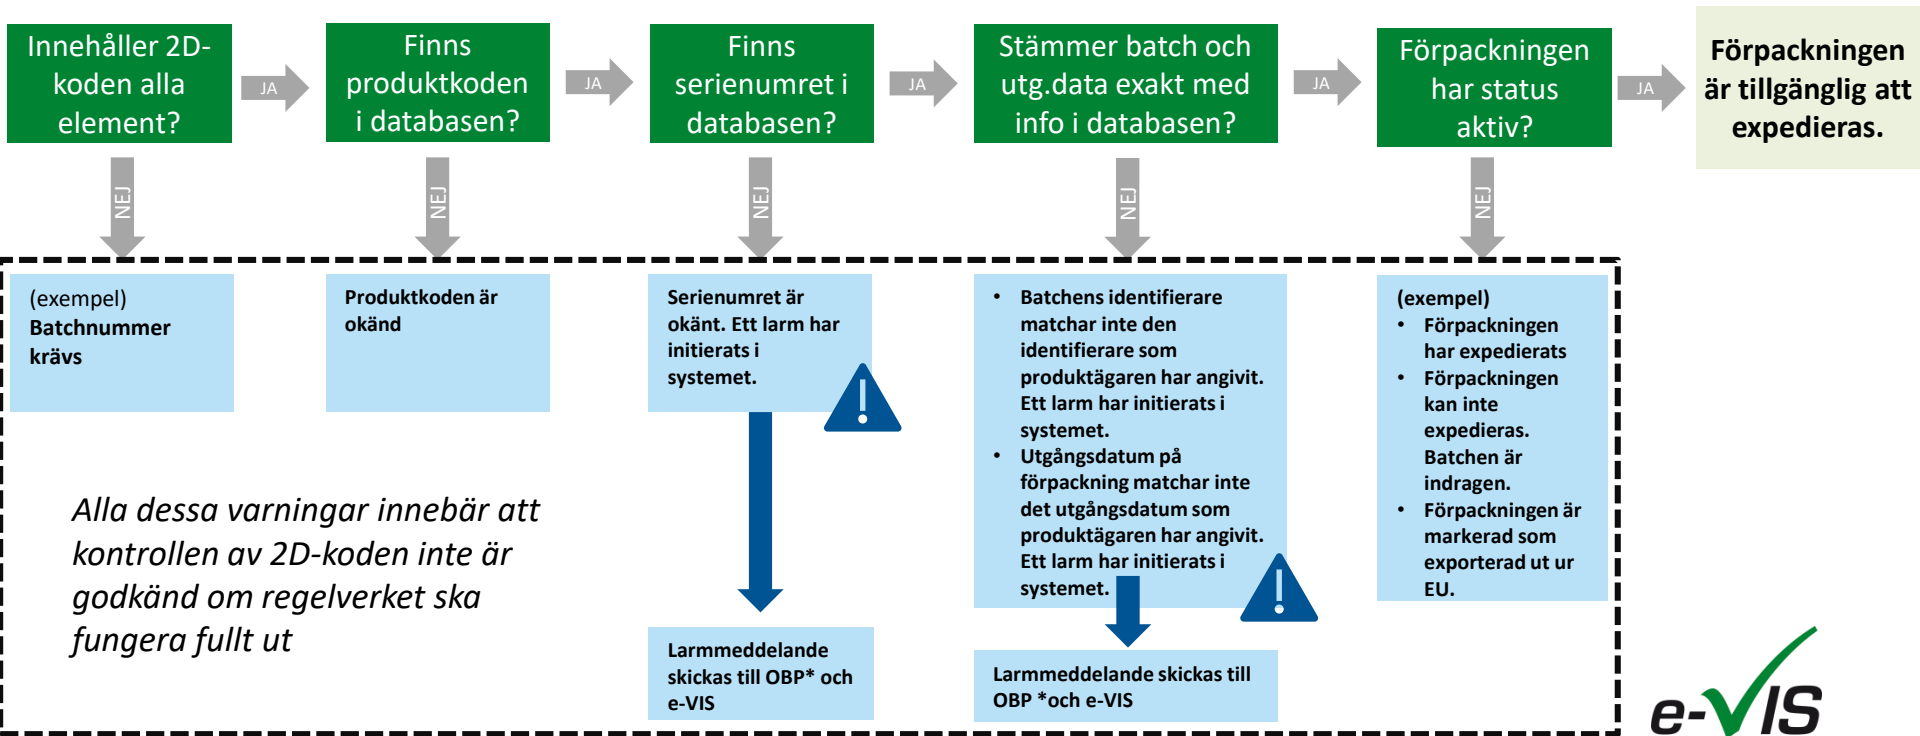 Innehåller 2D-
koden alla
element?
JA
Finns
produktkoden
i databasen?
JA
Finns
serienumret i
databasen?
JA
Stämmer batch och
utg.data exakt med
info i databasen?
JA
Förpackningen
har status
aktiv?
JA
Förpackningen
är tillgänglig att
expedieras.
NEJ
NEJ
NEJ
NEJ
NEJ
(exempel)
Batchnummer
krävs
Produktkoden är
okänd
Serienumret är
okänt. Ett larm har
initierats i
systemet.
• Batchens identifierare
matchar inte den
identifierare som
produktägaren har angivit.
Ett larm har initierats i
systemet.
• Utgångsdatum på
förpackning matchar inte
det utgångsdatum som
produktägaren har angivit.
Ett larm har initierats i
systemet.
(exempel)
• Förpackningen
har expedierats
• Förpackningen
kan inte
expedieras.
Batchen är
indragen.
• Förpackningen är
markerad som
exporterad ut ur
EU.
Alla dessa varningar innebär att
kontrollen av 2D-koden inte är
godkänd om regelverket ska
fungera fullt ut
Larmmeddelande
skickas till OBP* och
e-VIS
Larmmeddelande skickas till
OBP *och e-VIS
e-VIS